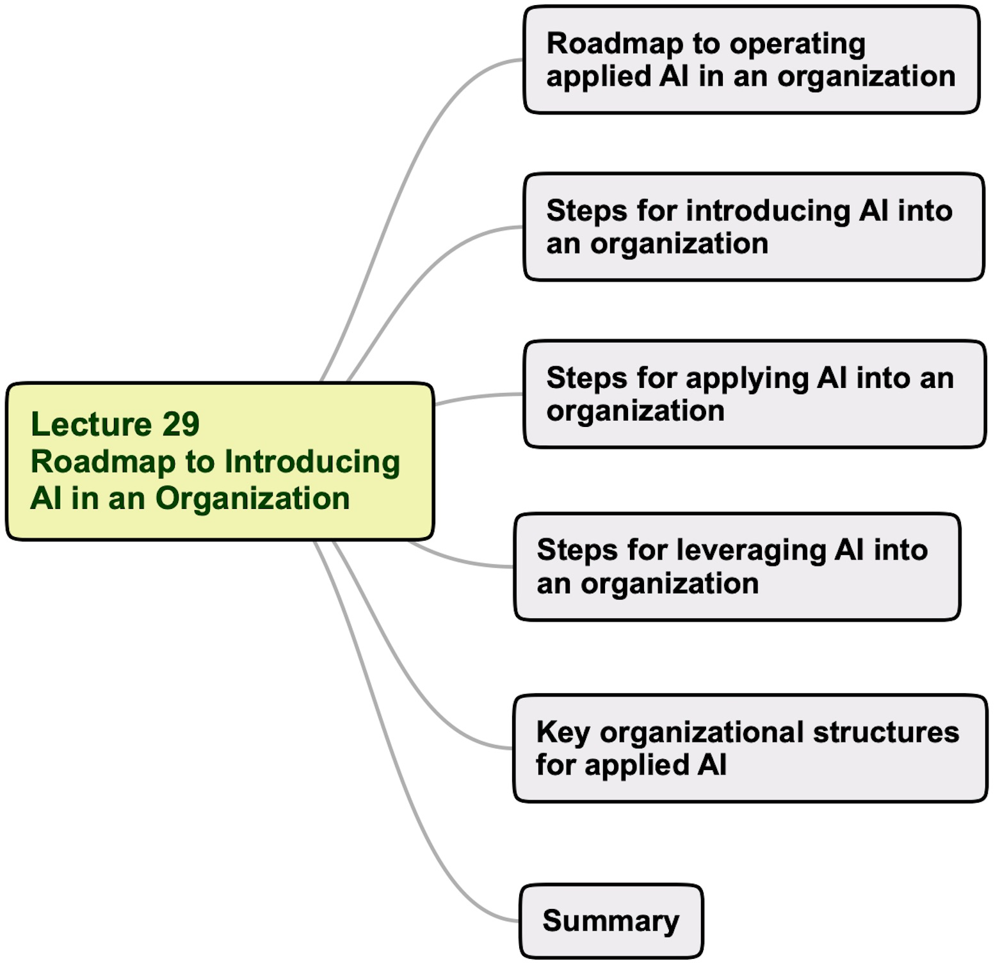 Roadmap to operating
applied AI in an organization
Steps for introducing AI into
an organization
Steps for applying AI into an
organization
Lecture 29
Roadmap to Introducing
AI in an Organization
Steps for leveraging AI into
an organization
Key organizational structures
for applied AI
Summary